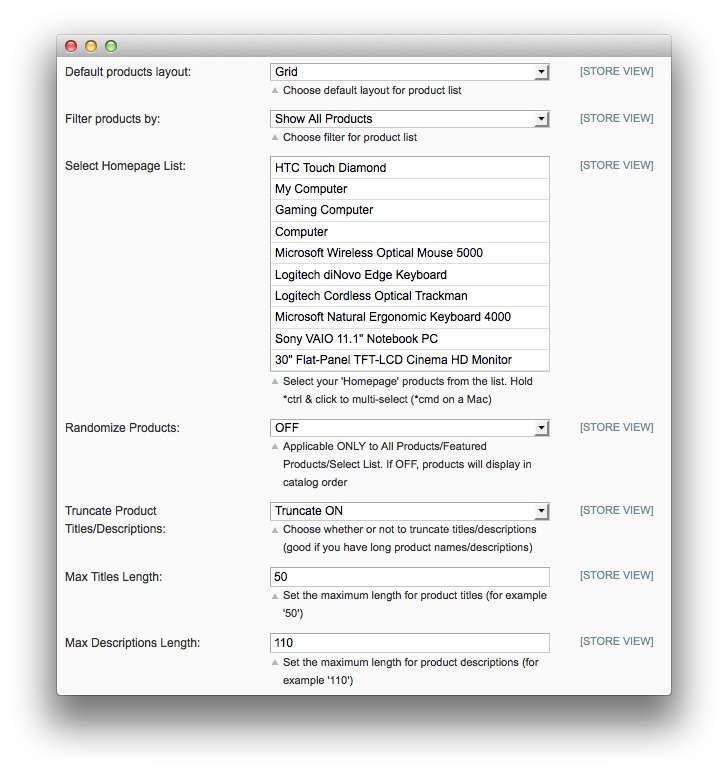 Default products layout: Grid [STORE VIEW]
Choose default layout for product list
Filter products by: Show All Products [STORE VIEW]
Choose filter for product list
Select Homepage List: HTC Touch Diamond [STORE VIEW]
My Computer
Gaming Computer
Computer
Microsoft Wireless Optical Mouse 5000
Logitech diNovo Edge Keyboard
Logitech Cordless Optical Trackman
Microsoft Natural Ergonomic Keyboard 4000
Sony VAIO 11.1" Notebook PC
30" Flat-Panel TFT-LCD Cinema HD Monitor
Select your 'Homepage' products from the list. Hold
*ctrl & click to multi-select (*cmd on a Mac)
Randomize Products: OFF [STORE VIEW]
Applicable ONLY to All Products/Featured
Products/Select List. If OFF, products will display in
catalog order
Truncate Product Truncate ON [STORE VIEW]
Titles/Descriptions: Choose whether or not to truncate titles/descriptions
(good if you have long product names/descriptions)
Max Titles Length: 50 [STORE VIEW]
Set the maximum length for product titles (for example
'50')
Max Descriptions Length: 110 [STORE VIEW]
Set the maximum length for product descriptions (for
example '110')